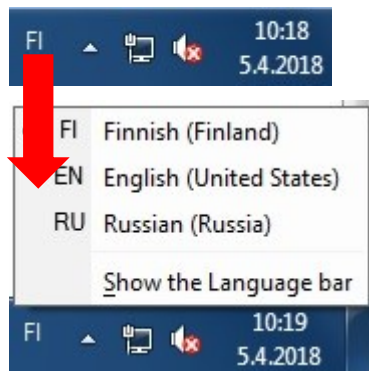 FI
10:18
5.4.2018
FI Finnish (Finland)
EN English (United States)
RU Russian (Russia)
Show the Language bar
FI
10:19
5.4.2018